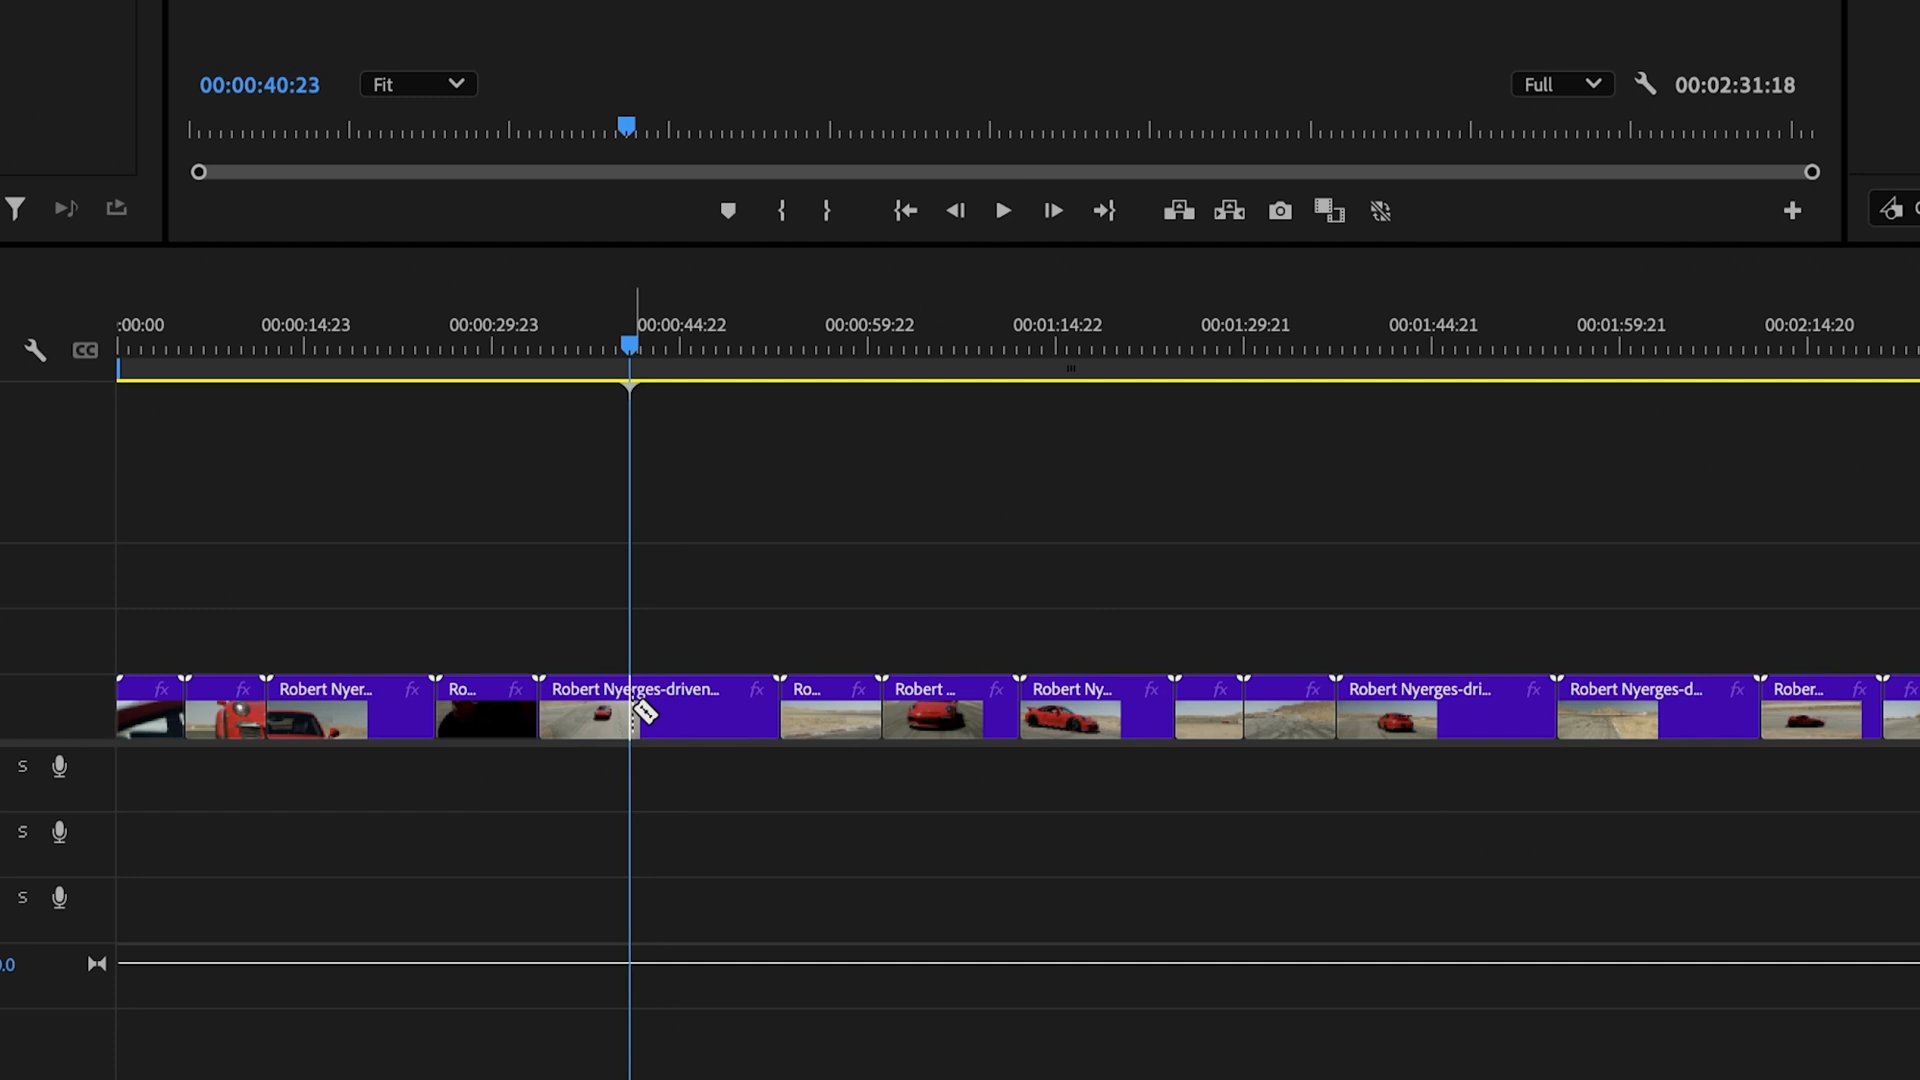 00:00:40:23
Fit
Full
00:02:31:18
:00:00
00:00:14:23
00:00:29:23
00:00:44:22
00:00:59:22
00:01:14:22
00:01:29:21
00:01:44:21
00:01:59:21
00:02:14:20
CC
fx
fx
Robert Nyer...
fx
Ro...
fx
Robert Nyerges-driven...
fx
Ro...
fx
Robert ...
fx
Robert Ny...
fx
fx
fx
Robert Nyerges-dri...
fx
Robert Nyerges-d...
fx
Rober...
fx
fx
S
S
S
0.0